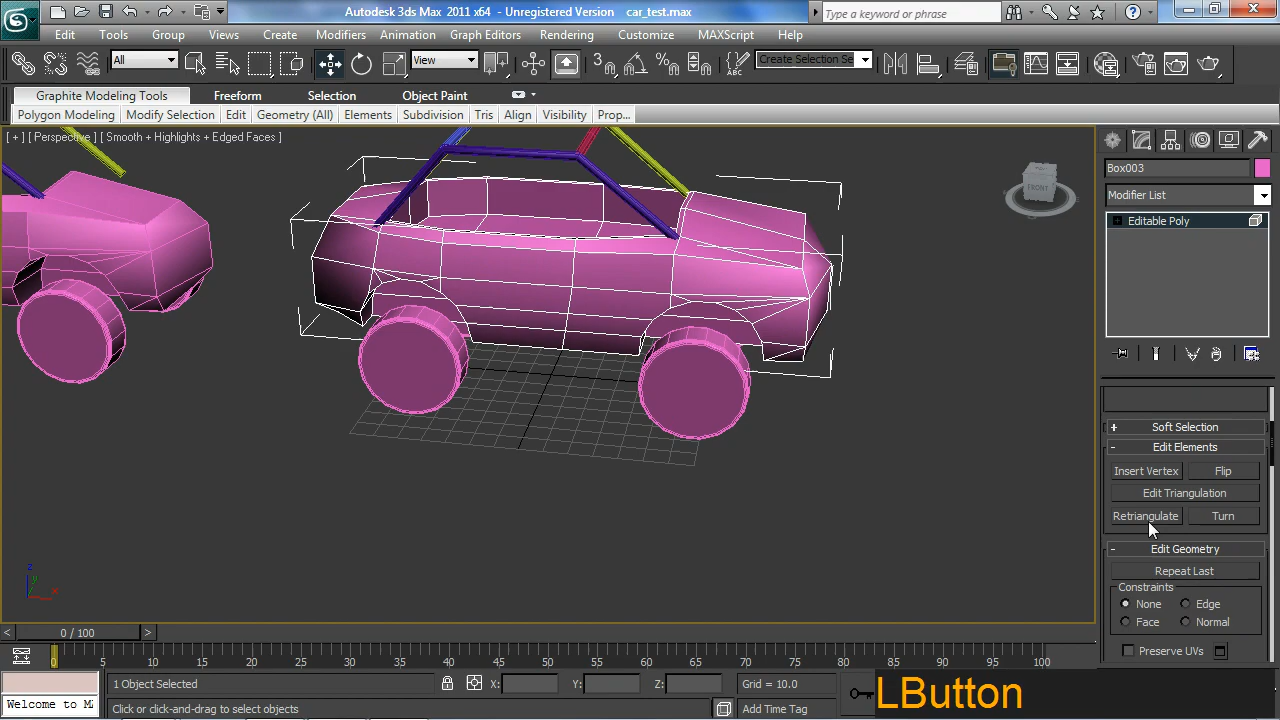 Autodesk 3ds Max  2011 x64  - Unregistered Version    car_test.max
Type a keyword or phrase
Edit Tools Group Views Create Modifiers Animation Graph Editors Rendering Customize MAXScript Help
All View Create Selection Se
Graphite Modeling Tools Freeform Selection Object Paint
Polygon Modeling Modify Selection Edit Geometry (All) Elements Subdivision Tris Align Visibility Prop...
[ + ] [ Perspective ] [ Smooth + Highlights + Edged Faces ]
FRONT
Box003
Modifier List
Editable Poly
+ Soft Selection
- Edit Elements
Insert Vertex Flip
Edit Triangulation
Retriangulate Turn
- Edit Geometry
Repeat Last
Constraints
None Edge
Face Normal
Preserve UVs
z
y
x
< 0 / 100 >
0 5 10 15 20 25 30 35 40 45 50 55 60 65 70 75 80 85 90 95 100
1 Object Selected X: Y: Z: Grid = 10.0
Welcome to M Click or click-and-drag to select objects Add Time Tag
LButton